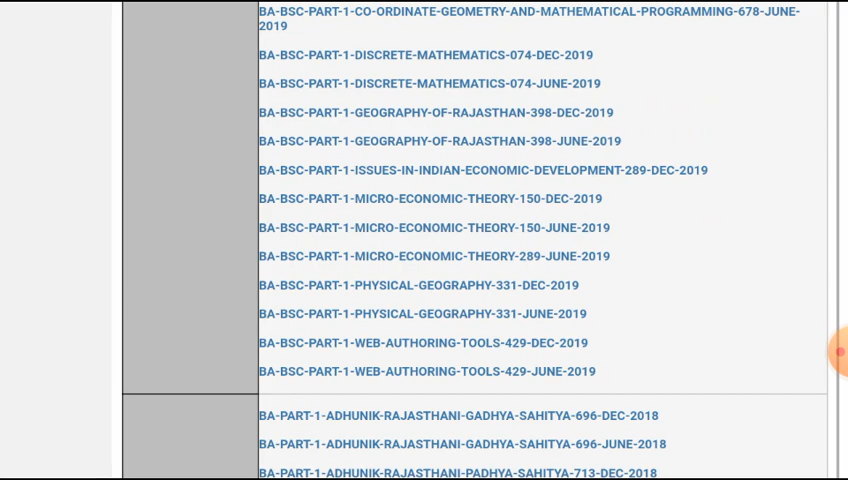 BA-BSC-PART-1-CO-ORDINATE-GEOMETRY-AND-MATHEMATICAL-PROGRAMMING-678-JUNE-
2019
BA-BSC-PART-1-DISCRETE-MATHEMATICS-074-DEC-2019
BA-BSC-PART-1-DISCRETE-MATHEMATICS-074-JUNE-2019
BA-BSC-PART-1-GEOGRAPHY-OF-RAJASTHAN-398-DEC-2019
BA-BSC-PART-1-GEOGRAPHY-OF-RAJASTHAN-398-JUNE-2019
BA-BSC-PART-1-ISSUES-IN-INDIAN-ECONOMIC-DEVELOPMENT-289-DEC-2019
BA-BSC-PART-1-MICRO-ECONOMIC-THEORY-150-DEC-2019
BA-BSC-PART-1-MICRO-ECONOMIC-THEORY-150-JUNE-2019
BA-BSC-PART-1-MICRO-ECONOMIC-THEORY-289-JUNE-2019
BA-BSC-PART-1-PHYSICAL-GEOGRAPHY-331-DEC-2019
BA-BSC-PART-1-PHYSICAL-GEOGRAPHY-331-JUNE-2019
BA-BSC-PART-1-WEB-AUTHORING-TOOLS-429-DEC-2019
BA-BSC-PART-1-WEB-AUTHORING-TOOLS-429-JUNE-2019
BA-PART-1-ADHUNIK-RAJASTHANI-GADHYA-SAHITYA-696-DEC-2018
BA-PART-1-ADHUNIK-RAJASTHANI-GADHYA-SAHITYA-696-JUNE-2018
BA-PART-1-ADHUNIK-RAJASTHANI-PADHYA-SAHITYA-713-DEC-2018